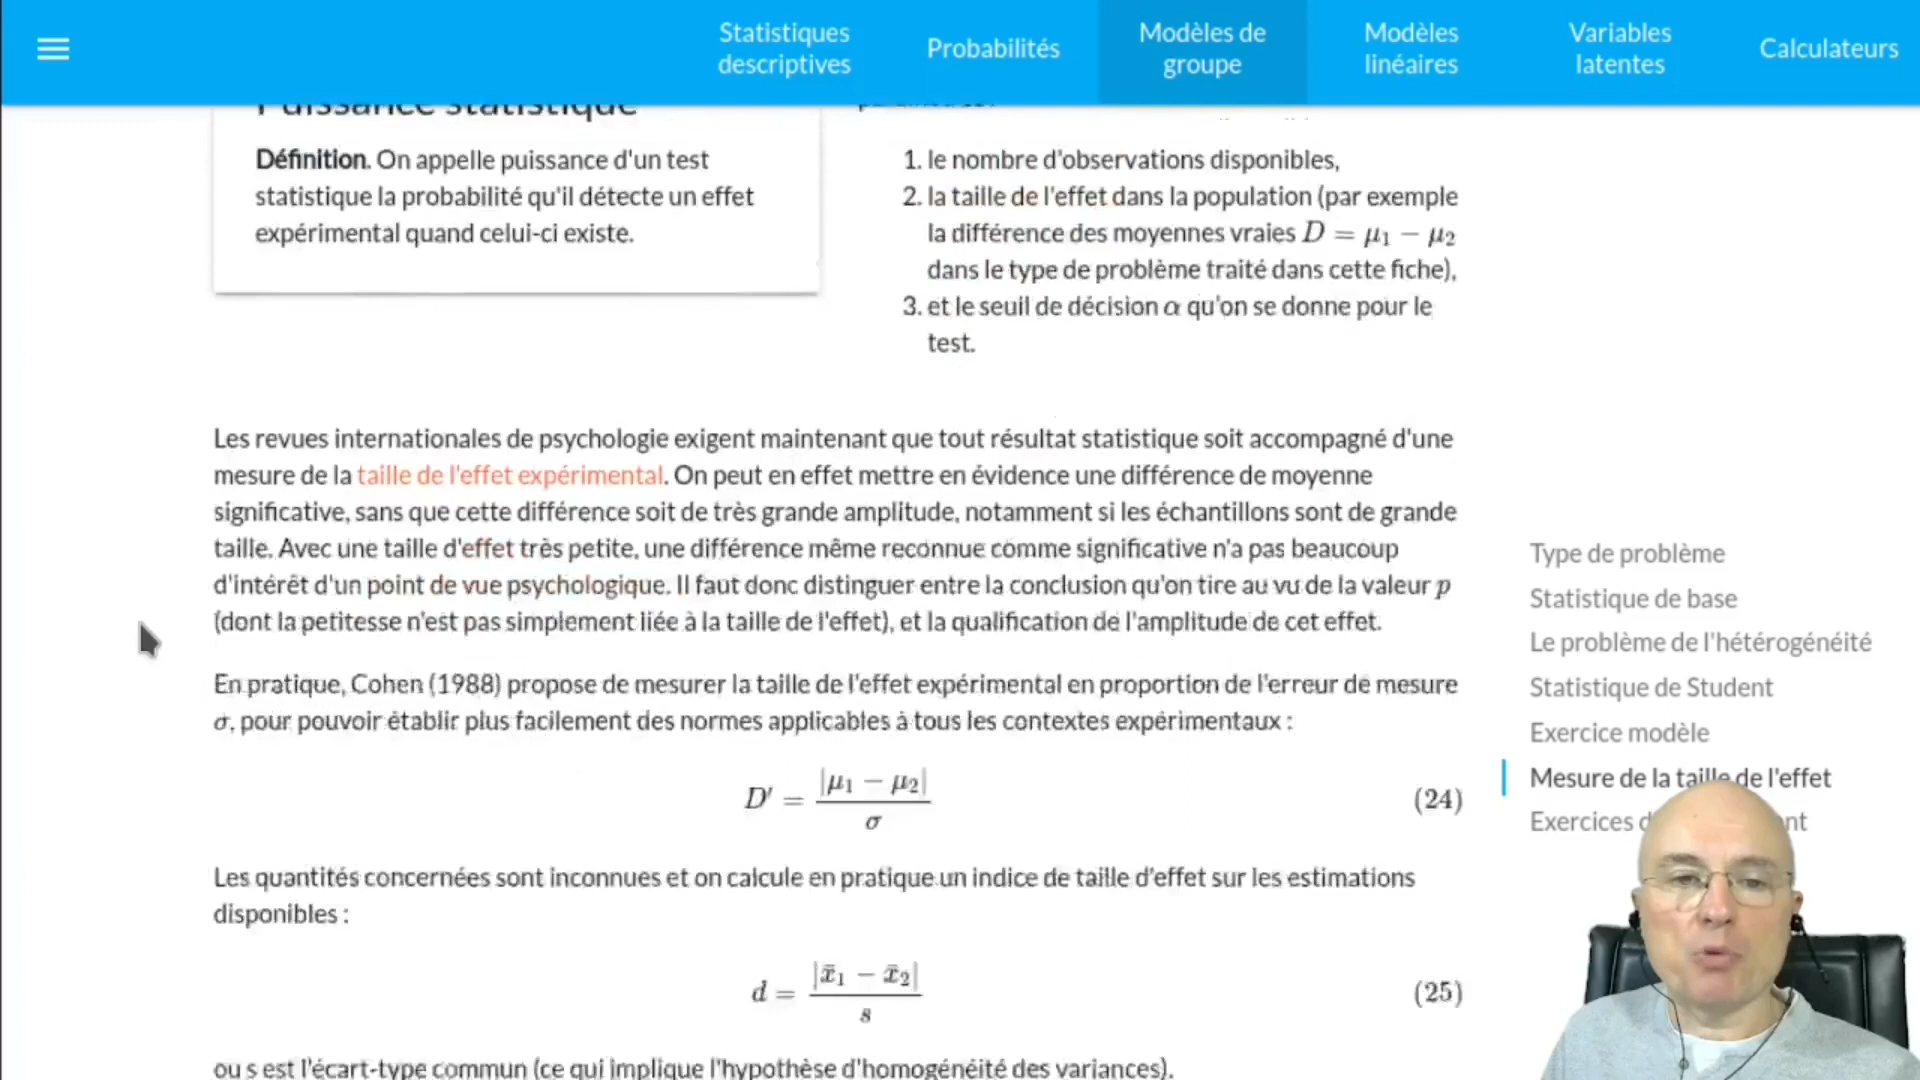 Statistiques descriptives
Probabilités
Modèles de groupe
Modèles linéaires
Variables latentes
Calculateurs
Puissance statistique
Définition. On appelle puissance d'un test
statistique la probabilité qu'il détecte un effet
expérimental quand celui-ci existe.
1. le nombre d'observations disponibles,
2. la taille de l'effet dans la population (par exemple
la différence des moyennes vraies D = μ₁ − μ₂
dans le type de problème traité dans cette fiche),
3. et le seuil de décision α qu'on se donne pour le
test.
Les revues internationales de psychologie exigent maintenant que tout résultat statistique soit accompagné d'une
mesure de la taille de l'effet expérimental. On peut en effet mettre en évidence une différence de moyenne
significative, sans que cette différence soit de très grande amplitude, notamment si les échantillons sont de grande
taille. Avec une taille d'effet très petite, une différence même reconnue comme significative n'a pas beaucoup
d'intérêt d'un point de vue psychologique. Il faut donc distinguer entre la conclusion qu'on tire au vu de la valeur p
(dont la petitesse n'est pas simplement liée à la taille de l'effet), et la qualification de l'amplitude de cet effet.
En pratique, Cohen (1988) propose de mesurer la taille de l'effet expérimental en proportion de l'erreur de mesure
σ, pour pouvoir établir plus facilement des normes applicables à tous les contextes expérimentaux :
D′ = |μ₁ − μ₂| / σ (24)
Les quantités concernées sont inconnues et on calcule en pratique un indice de taille d'effet sur les estimations
disponibles :
d = |x̄₁ − x̄₂| / s (25)
ou s est l'écart-type commun (ce qui implique l'hypothèse d'homogénéité des variances).
Type de problème
Statistique de base
Le problème de l'hétérogénéité
Statistique de Student
Exercice modèle
Mesure de la taille de l'effet
Exercices